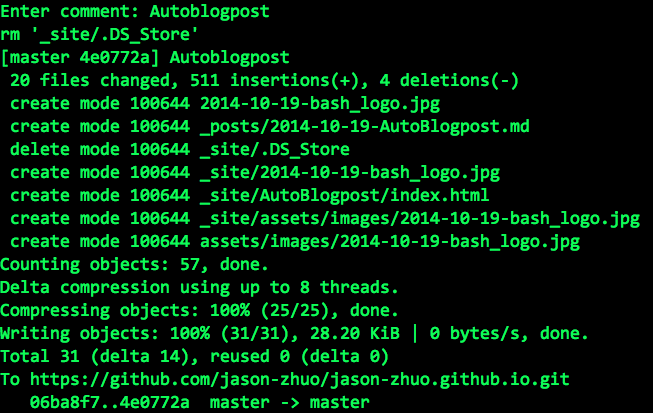 Enter comment: Autoblogpost
rm '_site/.DS_Store'
[master 4e0772a] Autoblogpost
 20 files changed, 511 insertions(+), 4 deletions(-)
 create mode 100644 2014-10-19-bash_logo.jpg
 create mode 100644 _posts/2014-10-19-AutoBlogpost.md
 delete mode 100644 _site/.DS_Store
 create mode 100644 _site/2014-10-19-bash_logo.jpg
 create mode 100644 _site/AutoBlogpost/index.html
 create mode 100644 _site/assets/images/2014-10-19-bash_logo.jpg
 create mode 100644 assets/images/2014-10-19-bash_logo.jpg
Counting objects: 57, done.
Delta compression using up to 8 threads.
Compressing objects: 100% (25/25), done.
Writing objects: 100% (31/31), 28.20 KiB | 0 bytes/s, done.
Total 31 (delta 14), reused 0 (delta 0)
To https://github.com/jason-zhuo/jason-zhuo.github.io.git
   06ba8f7..4e0772a  master -> master